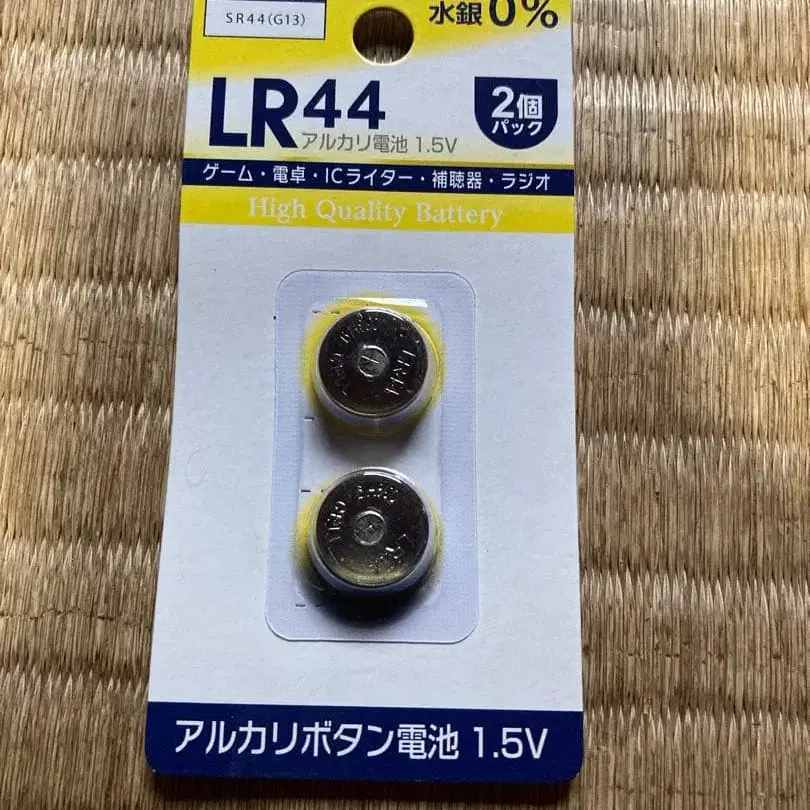 SR44(G13)
水銀0%
LR44
アルカリ電池 1.5V
2個
パック
ゲーム・電卓・ICライター・補聴器・ラジオ
High Quality Battery
LR44
アルカリボタン電池 1.5V